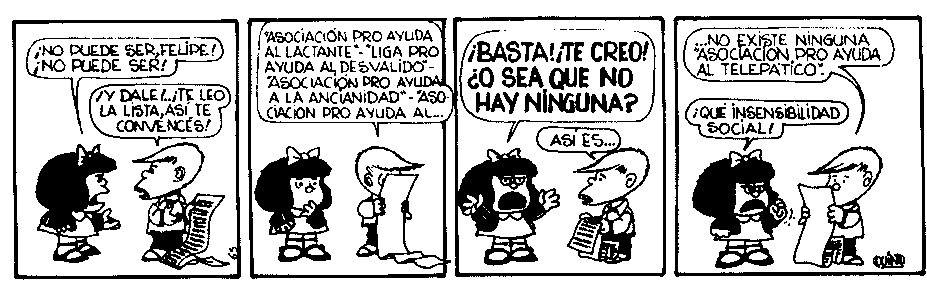 ¡NO PUEDE SER, FELIPE!
¡NO PUEDE SER!
¡Y DALE!..¡TE LEO
LA LISTA, ASÍ TE
CONVENCÉS!
65
"ASOCIACIÓN PRO AYUDA
AL LACTANTE"-"LIGA PRO
AYUDA AL DESVALIDO"-
"ASOCIACIÓN PRO AYUDA
A LA ANCIANIDAD"-"ASO-
CIACIÓN PRO AYUDA AL...
¡BASTA!¡TE CREO!
¿O SEA QUE NO
HAY NINGUNA?
ASÍ ES...
...NO EXISTE NINGUNA
"ASOCIACIÓN PRO AYUDA
AL TELEPÁTICO".
¡QUÉ INSENSIBILIDAD
SOCIAL!
QUINO